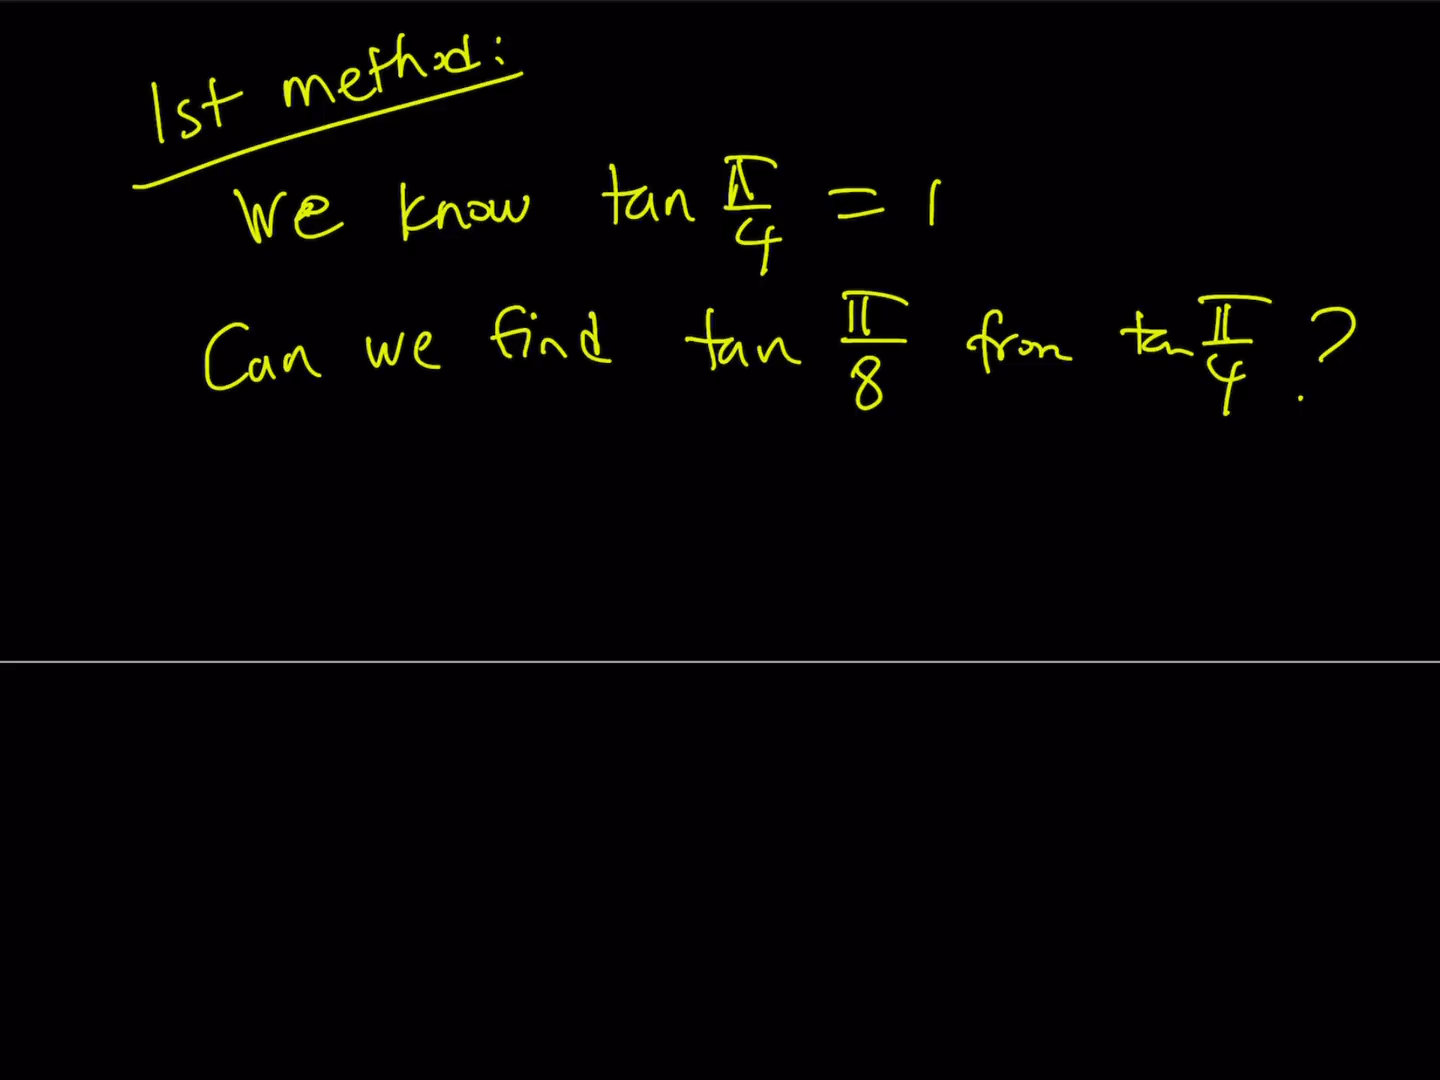 1st method:
We know tan π/4 = 1
Can we find tan π/8 from tan π/4 ?